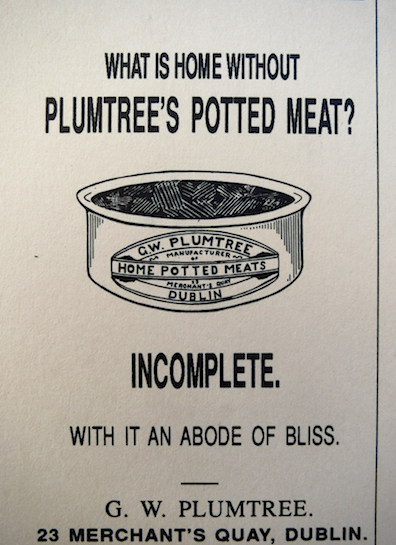 WHAT IS HOME WITHOUT
PLUMTREE'S POTTED MEAT?
G.W. PLUMTREE
MANUFACTURER
OF
HOME POTTED MEATS
23
MERCHANT'S QUAY
DUBLIN
INCOMPLETE.
WITH IT AN ABODE OF BLISS.
G. W. PLUMTREE.
23 MERCHANT'S QUAY, DUBLIN.